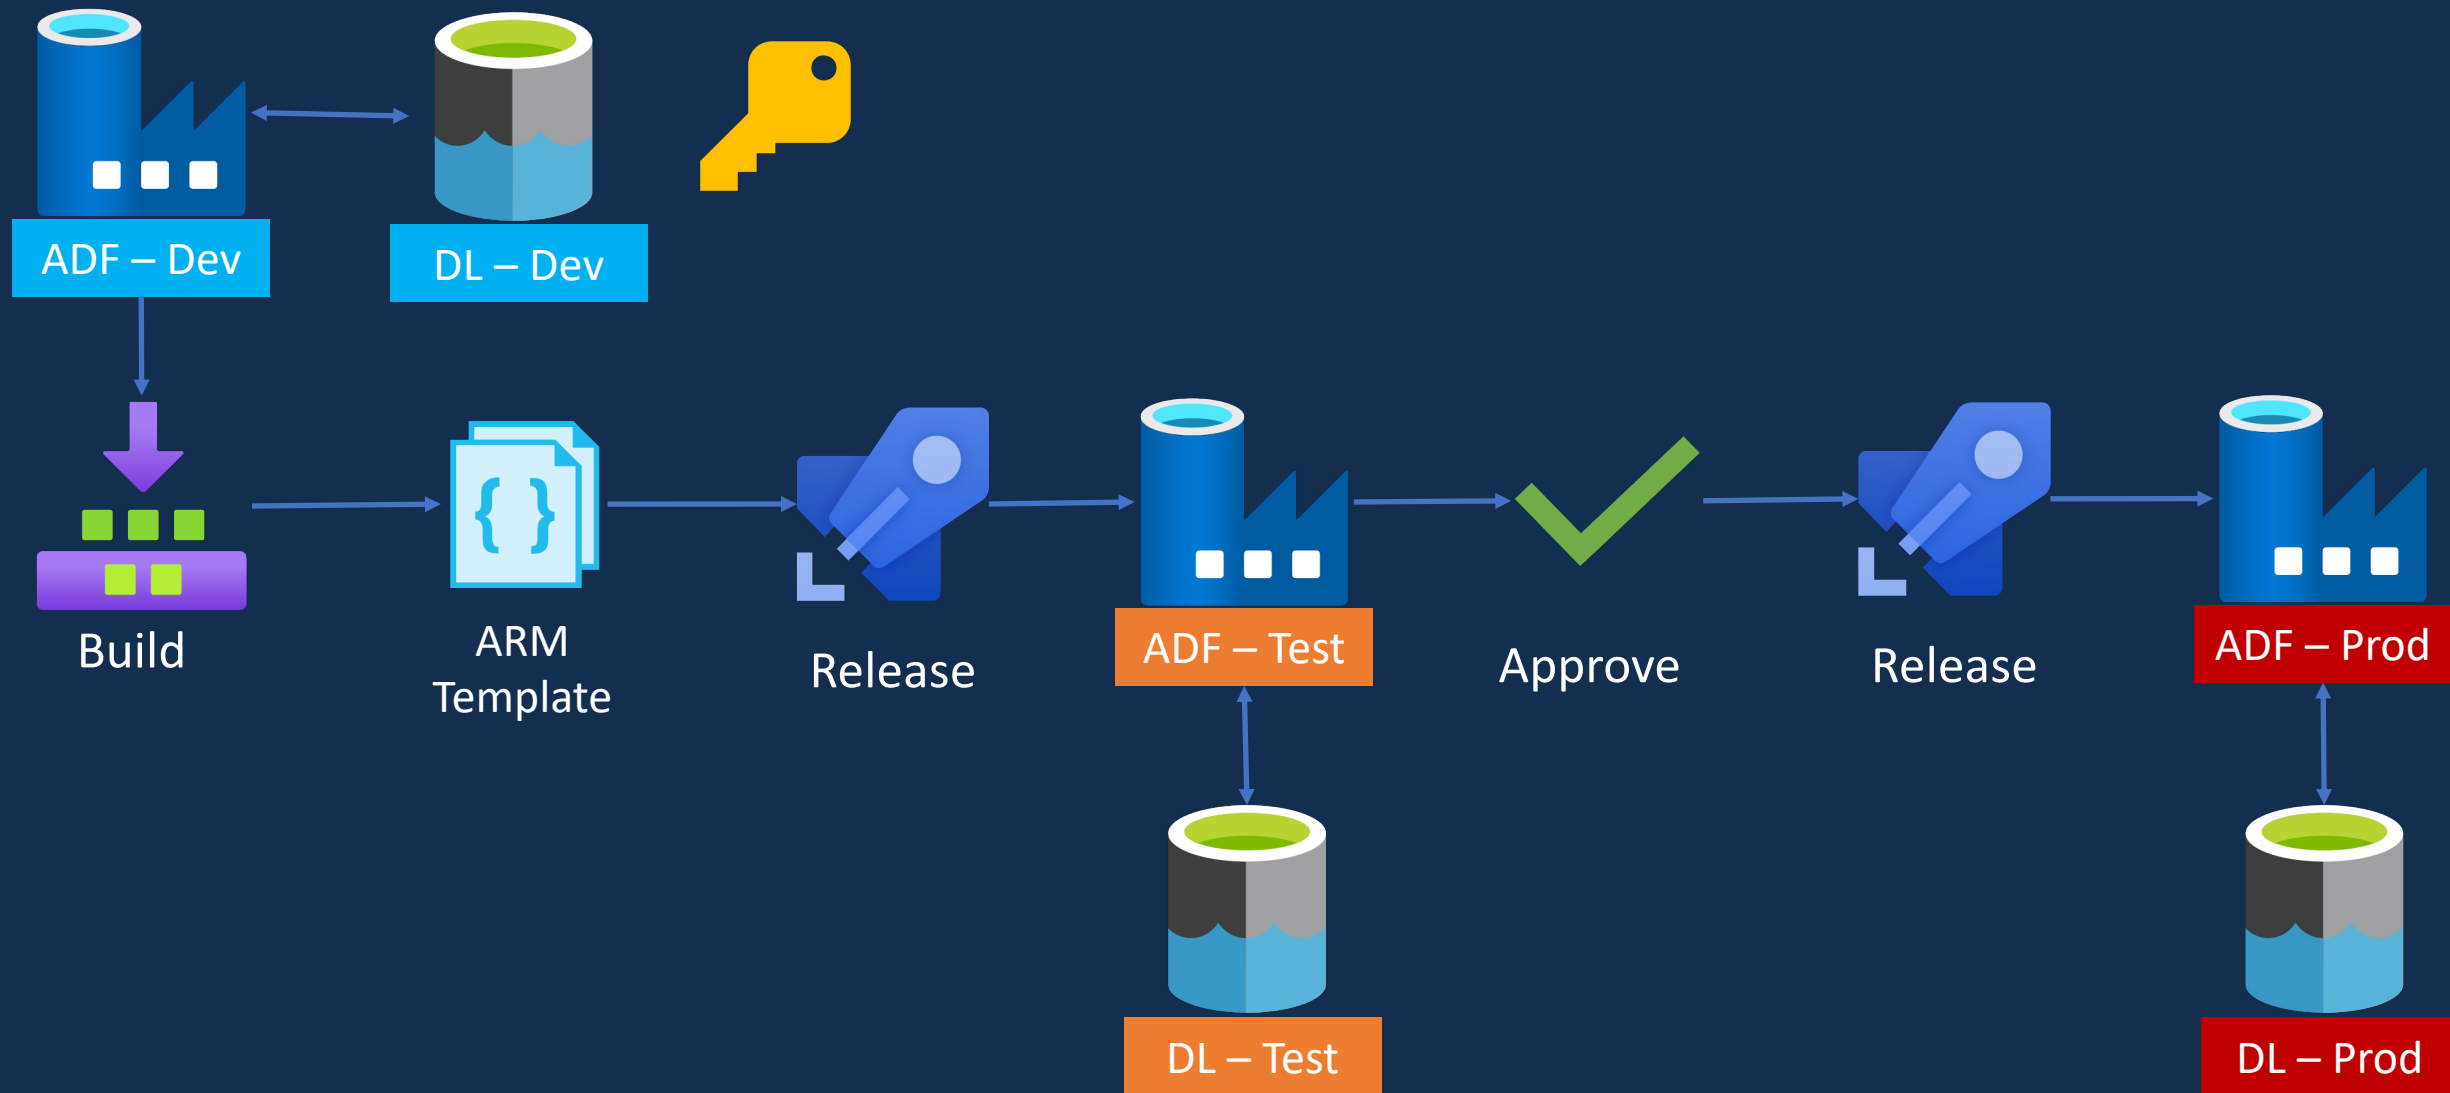 ADF – Dev
DL – Dev
{ }
Build
ARM
Template
Release
ADF – Test
Approve
Release
ADF – Prod
DL – Test
DL – Prod